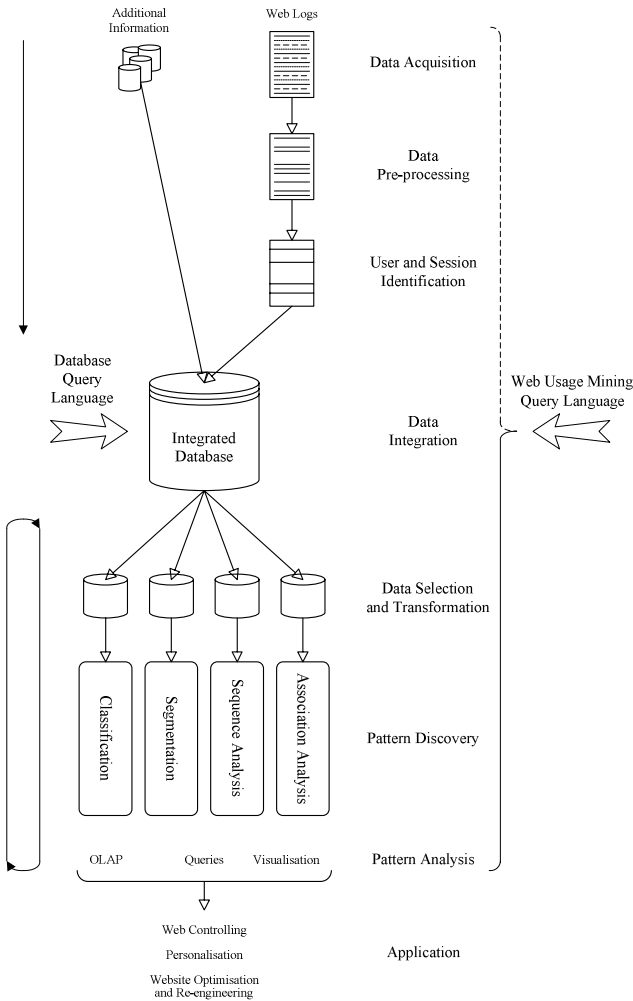 Additional
Information
Web Logs
Data Acquisition
Data
Pre-processing
User and Session
Identification
Database
Query
Language
Web Usage Mining
Query Language
Integrated
Database
Data
Integration
Data Selection
and Transformation
Classification
Segmentation
Sequence Analysis
Association Analysis
Pattern Discovery
OLAP
Queries
Visualisation
Pattern Analysis
Web Controlling
Personalisation
Application
Website Optimisation
and Re-engineering